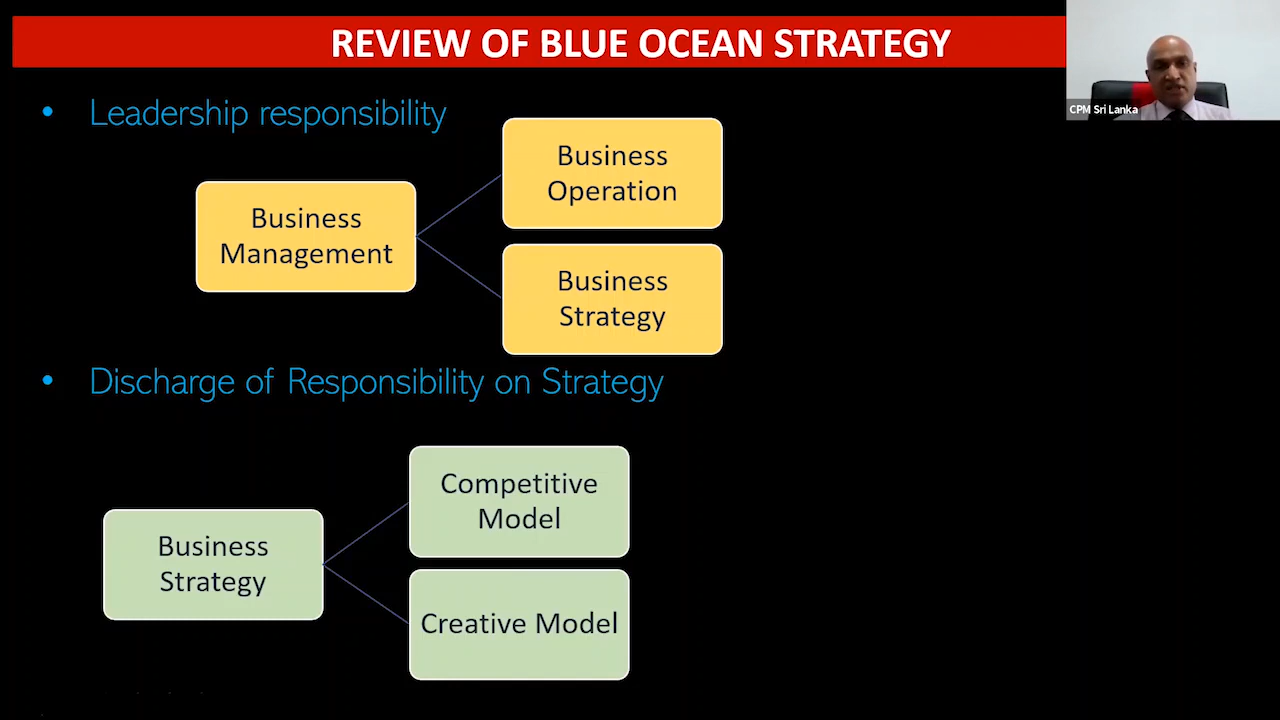 REVIEW OF BLUE OCEAN STRATEGY
CPM Sri Lanka
• Leadership responsibility
Business
Management
Business
Operation
Business
Strategy
• Discharge of Responsibility on Strategy
Business
Strategy
Competitive
Model
Creative Model